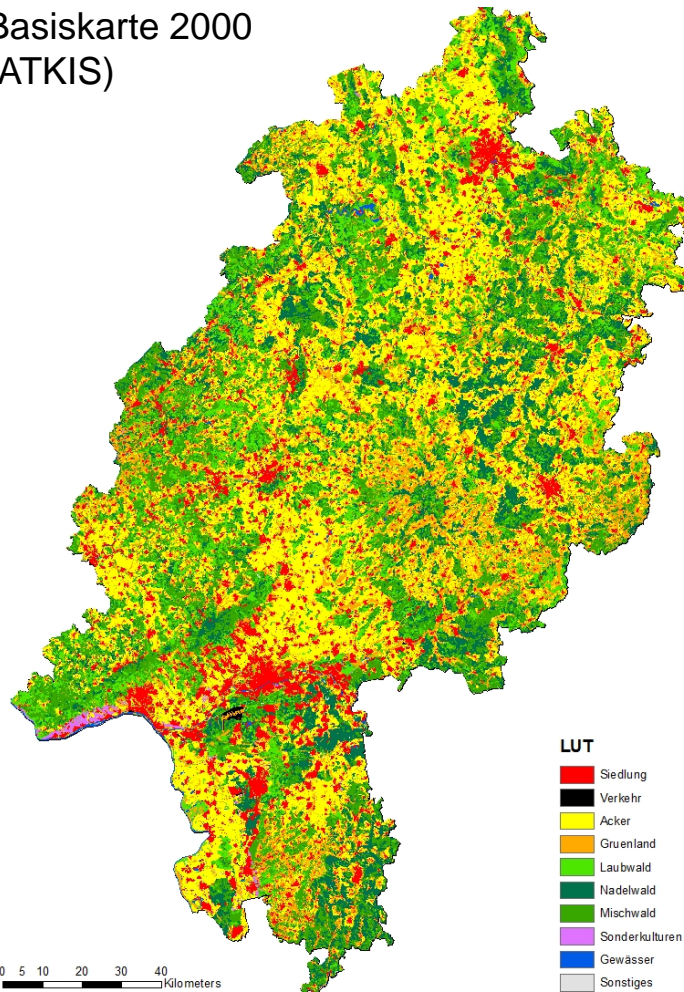 Basiskarte 2000
(ATKIS)
LUT
Siedlung
Verkehr
Acker
Gruenland
Laubwald
Nadelwald
Mischwald
Sonderkulturen
Gewässer
Sonstiges
0 5 10 20 30 40
Kilometers